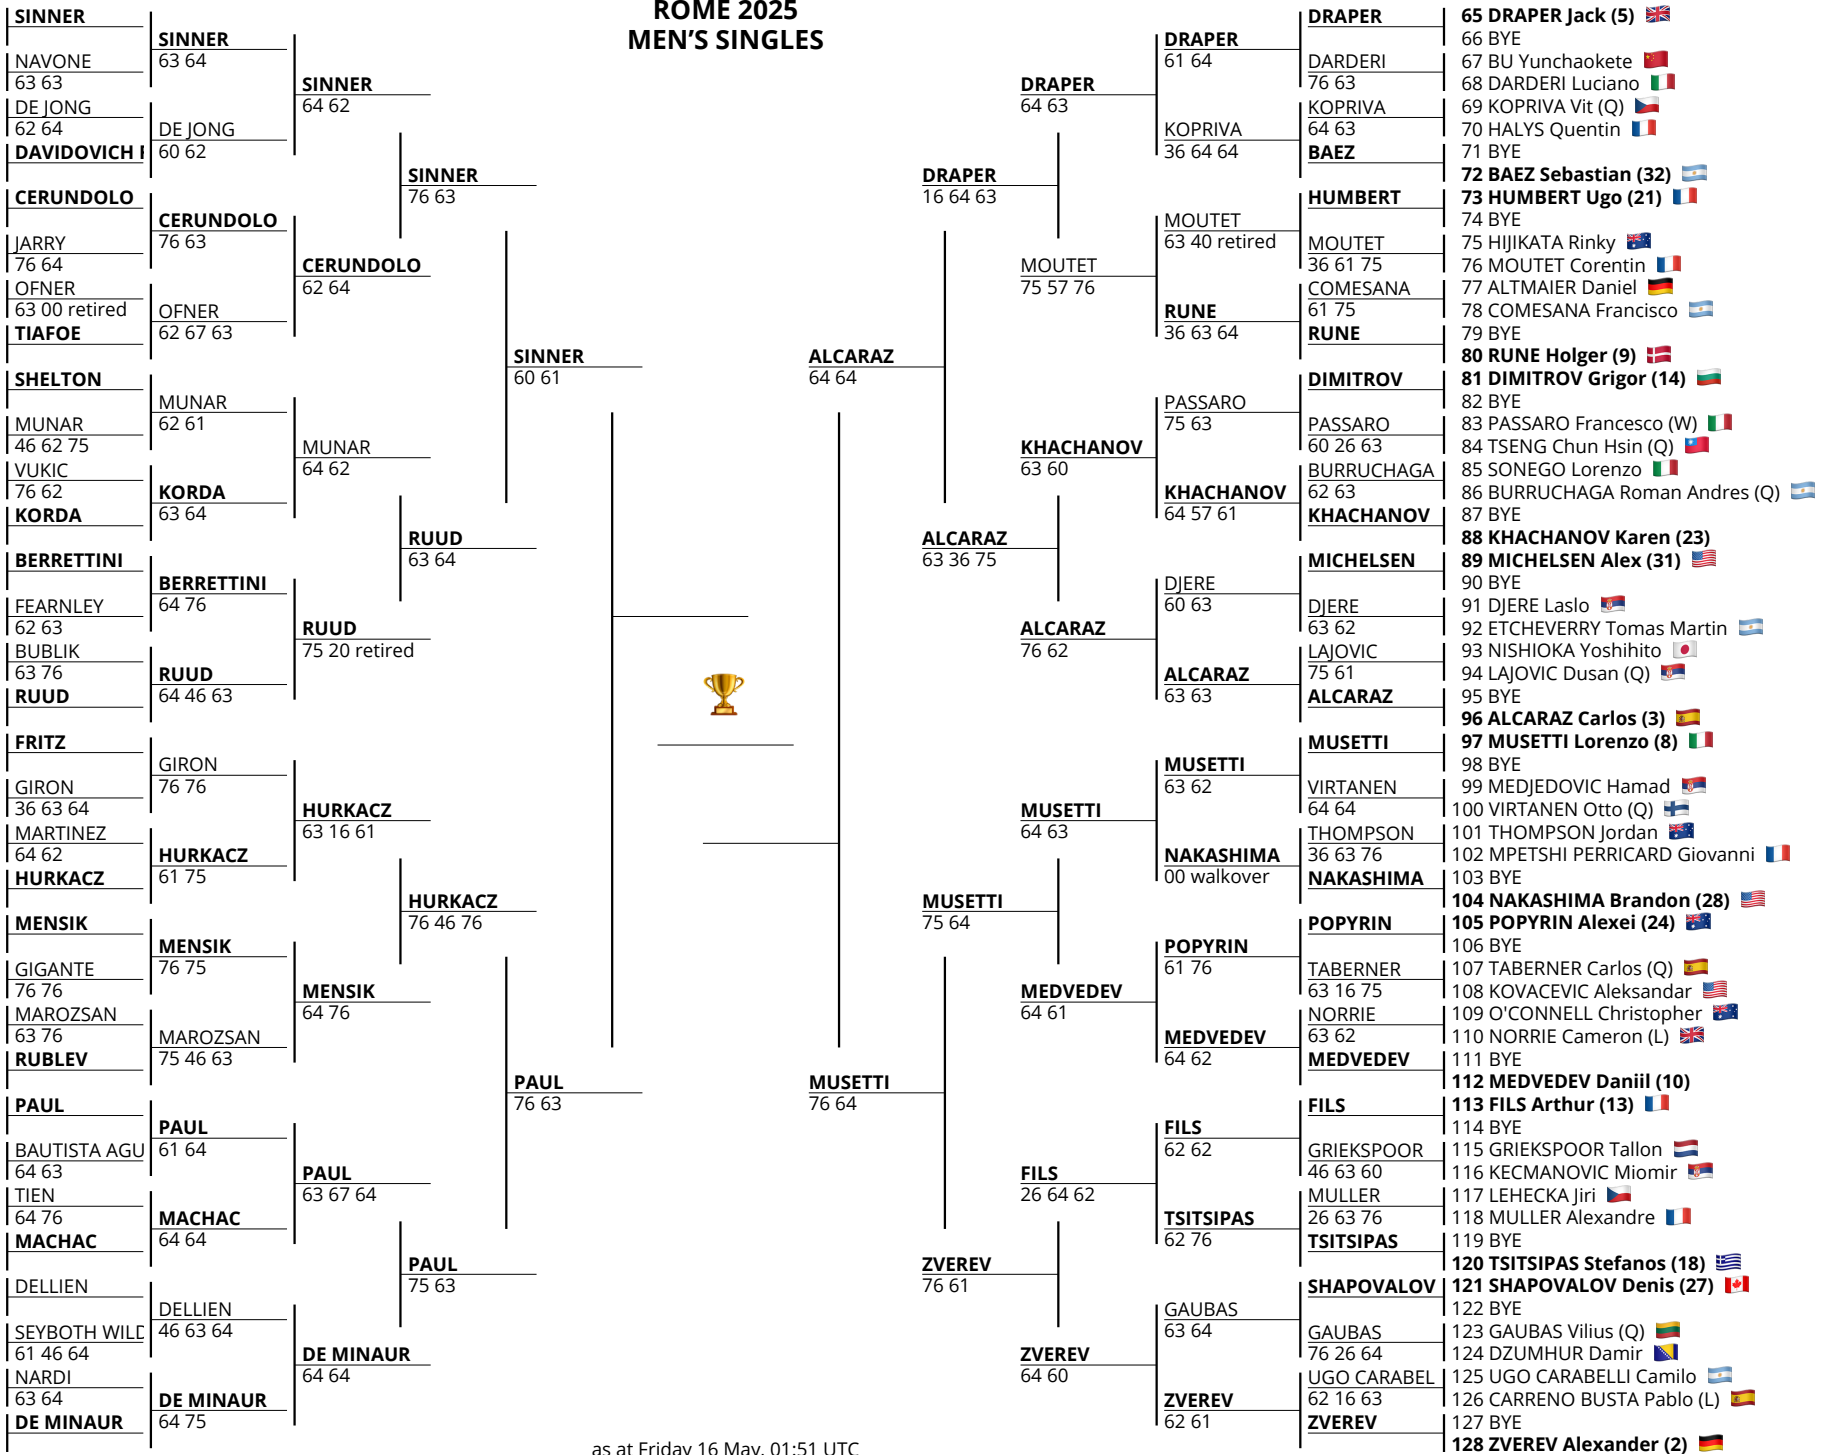 ROME 2025
MEN'S SINGLES
SINNER
NAVONE
63 63
DE JONG
62 64
DAVIDOVICH
CERUNDOLO
JARRY
76 64
OFNER
63 00 retired
TIAFOE
SHELTON
MUNAR
46 62 75
VUKIC
76 62
KORDA
BERRETTINI
FEARNLEY
62 63
BUBLIK
63 76
RUUD
FRITZ
GIRON
36 63 64
MARTINEZ
64 62
HURKACZ
MENSIK
GIGANTE
76 76
MAROZSAN
63 76
RUBLEV
PAUL
BAUTISTA AGU
64 63
TIEN
64 76
MACHAC
DELLIEN
SEYBOTH WILD
61 46 64
NARDI
63 64
DE MINAUR
SINNER
63 64
DE JONG
60 62
CERUNDOLO
76 63
OFNER
62 67 63
MUNAR
62 61
KORDA
63 64
BERRETTINI
64 76
RUUD
64 46 63
GIRON
76 76
HURKACZ
61 75
MENSIK
76 75
MAROZSAN
75 46 63
PAUL
61 64
MACHAC
64 64
DELLIEN
46 63 64
DE MINAUR
64 75
SINNER
64 62
CERUNDOLO
62 64
MUNAR
64 62
RUUD
75 20 retired
HURKACZ
63 16 61
MENSIK
64 76
PAUL
63 67 64
DE MINAUR
64 64
SINNER
76 63
RUUD
63 64
HURKACZ
76 46 76
PAUL
75 63
SINNER
60 61
PAUL
76 63
ALCARAZ
64 64
MUSETTI
76 64
DRAPER
16 64 63
ALCARAZ
63 36 75
MUSETTI
75 64
ZVEREV
76 61
DRAPER
64 63
MOUTET
75 57 76
KHACHANOV
63 60
ALCARAZ
76 62
MUSETTI
64 63
MEDVEDEV
64 61
FILS
26 64 62
ZVEREV
64 60
DRAPER
61 64
KOPRIVA
36 64 64
MOUTET
63 40 retired
RUNE
36 63 64
PASSARO
75 63
KHACHANOV
64 57 61
DJERE
60 63
ALCARAZ
63 63
MUSETTI
63 62
NAKASHIMA
00 walkover
POPYRIN
61 76
MEDVEDEV
64 62
FILS
62 62
TSITSIPAS
62 76
GAUBAS
63 64
ZVEREV
62 61
DRAPER
DARDERI
76 63
KOPRIVA
64 63
BAEZ
HUMBERT
MOUTET
36 61 75
COMESANA
61 75
RUNE
DIMITROV
PASSARO
60 26 63
BURRUCHAGA
62 63
KHACHANOV
MICHELSEN
DJERE
63 62
LAJOVIC
75 61
ALCARAZ
MUSETTI
VIRTANEN
64 64
THOMPSON
36 63 76
NAKASHIMA
POPYRIN
TABERNER
63 16 75
NORRIE
63 62
MEDVEDEV
FILS
GRIEKSPOOR
46 63 60
MULLER
26 63 76
TSITSIPAS
SHAPOVALOV
GAUBAS
76 26 64
UGO CARABEL
62 16 63
ZVEREV
65 DRAPER Jack (5)
66 BYE
67 BU Yunchaokete
68 DARDERI Luciano
69 KOPRIVA Vit (Q)
70 HALYS Quentin
71 BYE
72 BAEZ Sebastian (32)
73 HUMBERT Ugo (21)
74 BYE
75 HIJIKATA Rinky
76 MOUTET Corentin
77 ALTMAIER Daniel
78 COMESANA Francisco
79 BYE
80 RUNE Holger (9)
81 DIMITROV Grigor (14)
82 BYE
83 PASSARO Francesco (W)
84 TSENG Chun Hsin (Q)
85 SONEGO Lorenzo
86 BURRUCHAGA Roman Andres (Q)
87 BYE
88 KHACHANOV Karen (23)
89 MICHELSEN Alex (31)
90 BYE
91 DJERE Laslo
92 ETCHEVERRY Tomas Martin
93 NISHIOKA Yoshihito
94 LAJOVIC Dusan (Q)
95 BYE
96 ALCARAZ Carlos (3)
97 MUSETTI Lorenzo (8)
98 BYE
99 MEDJEDOVIC Hamad
100 VIRTANEN Otto (Q)
101 THOMPSON Jordan
102 MPETSHI PERRICARD Giovanni
103 BYE
104 NAKASHIMA Brandon (28)
105 POPYRIN Alexei (24)
106 BYE
107 TABERNER Carlos (Q)
108 KOVACEVIC Aleksandar
109 O'CONNELL Christopher
110 NORRIE Cameron (L)
111 BYE
112 MEDVEDEV Daniil (10)
113 FILS Arthur (13)
114 BYE
115 GRIEKSPOOR Tallon
116 KECMANOVIC Miomir
117 LEHECKA Jiri
118 MULLER Alexandre
119 BYE
120 TSITSIPAS Stefanos (18)
121 SHAPOVALOV Denis (27)
122 BYE
123 GAUBAS Vilius (Q)
124 DZUMHUR Damir
125 UGO CARABELLI Camilo
126 CARRENO BUSTA Pablo (L)
127 BYE
128 ZVEREV Alexander (2)
as at Friday 16 May, 01:51 UTC